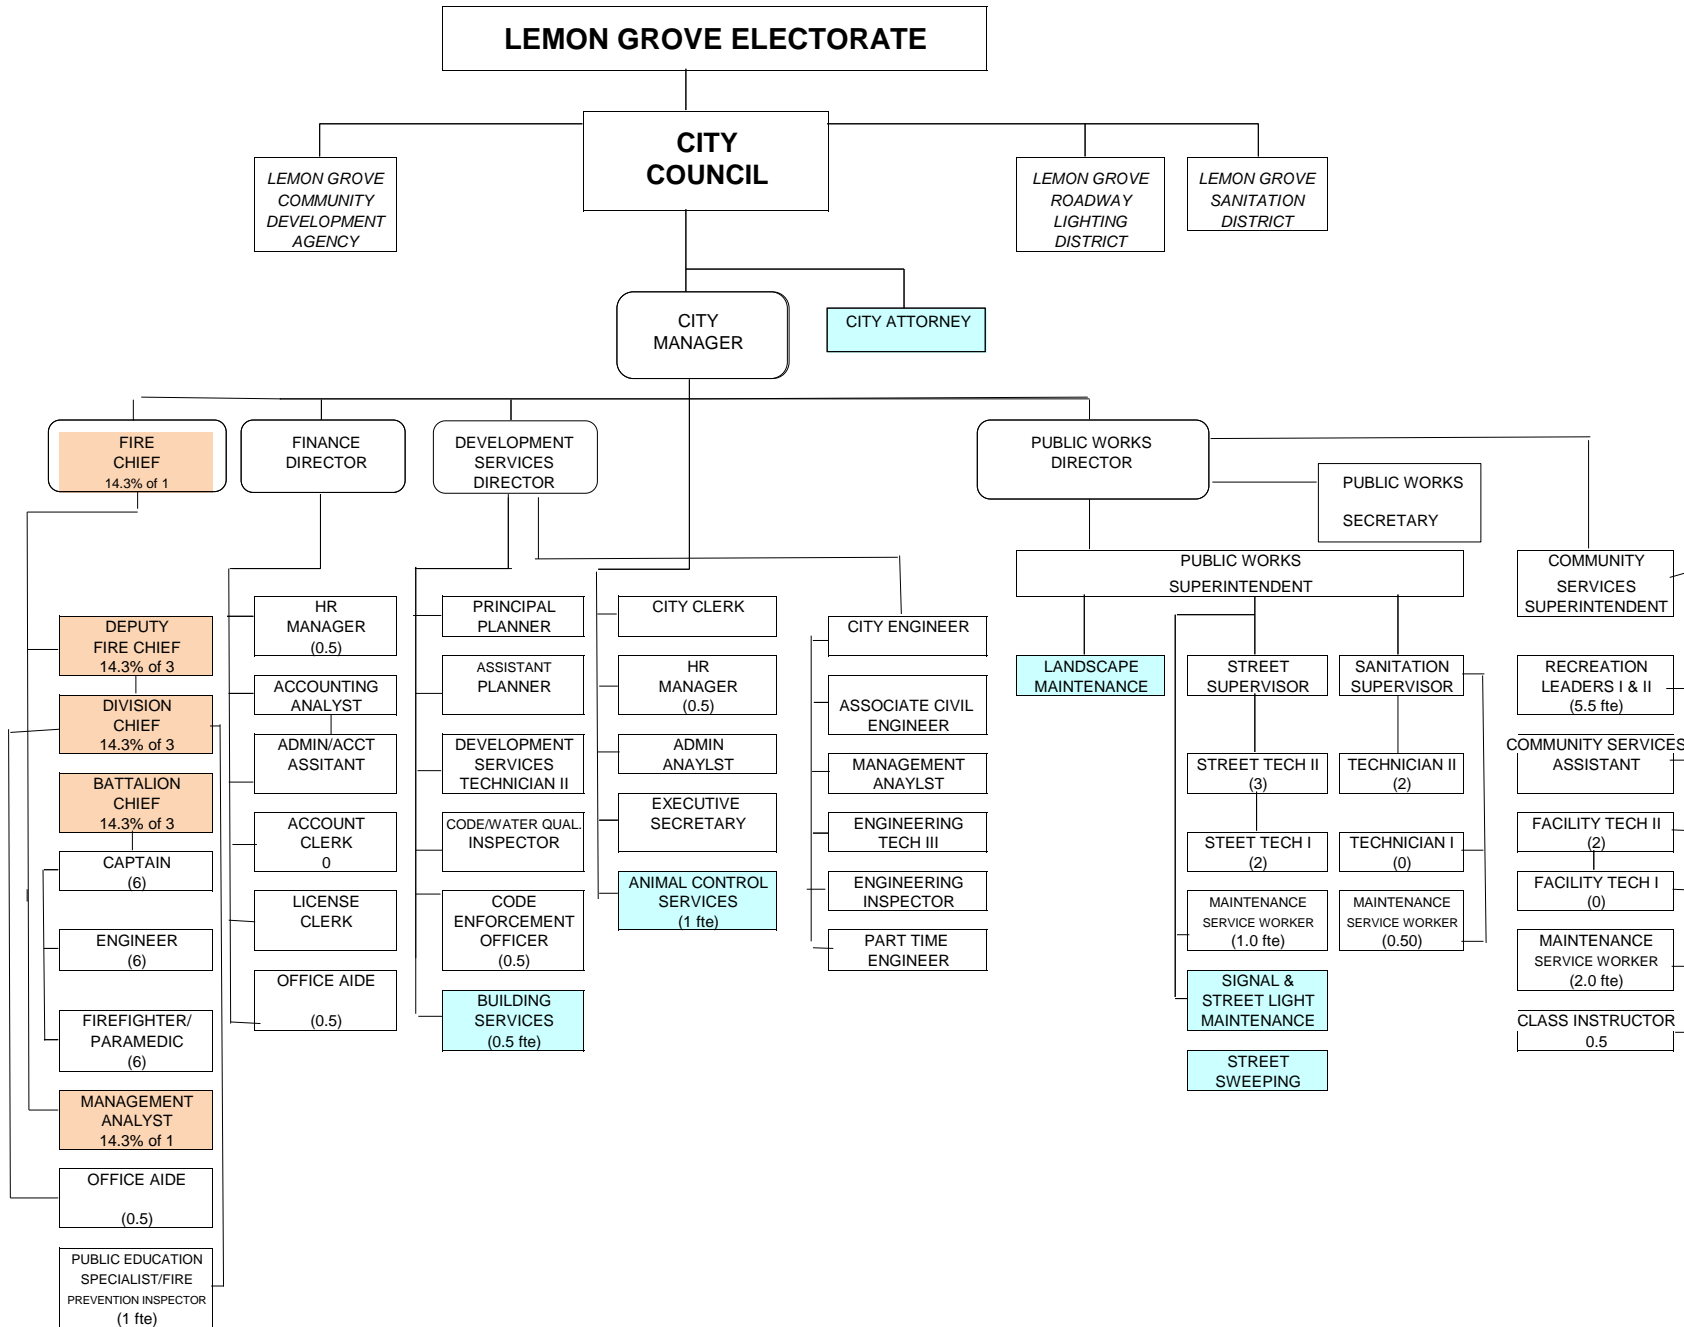 LEMON GROVE ELECTORATE
CITY
COUNCIL
LEMON GROVE
COMMUNITY
DEVELOPMENT
AGENCY
LEMON GROVE
ROADWAY
LIGHTING
DISTRICT
LEMON GROVE
SANITATION
DISTRICT
CITY
MANAGER
CITY ATTORNEY
FIRE
CHIEF
14.3% of 1
FINANCE
DIRECTOR
DEVELOPMENT
SERVICES
DIRECTOR
PUBLIC WORKS
DIRECTOR
PUBLIC WORKS
SECRETARY
DEPUTY
FIRE CHIEF
14.3% of 3
DIVISION
CHIEF
14.3% of 3
BATTALION
CHIEF
14.3% of 3
CAPTAIN
(6)
ENGINEER
(6)
FIREFIGHTER/
PARAMEDIC
(6)
MANAGEMENT
ANALYST
14.3% of 1
OFFICE AIDE
(0.5)
PUBLIC EDUCATION
SPECIALIST/FIRE
PREVENTION INSPECTOR
(1 fte)
HR
MANAGER
(0.5)
ACCOUNTING
ANALYST
ADMIN/ACCT
ASSITANT
ACCOUNT
CLERK
0
LICENSE
CLERK
OFFICE AIDE
(0.5)
PRINCIPAL
PLANNER
ASSISTANT
PLANNER
DEVELOPMENT
SERVICES
TECHNICIAN II
CODE/WATER QUAL.
INSPECTOR
CODE
ENFORCEMENT
OFFICER
(0.5)
BUILDING
SERVICES
(0.5 fte)
CITY CLERK
HR
MANAGER
(0.5)
ADMIN
ANAYLST
EXECUTIVE
SECRETARY
ANIMAL CONTROL
SERVICES
(1 fte)
CITY ENGINEER
ASSOCIATE CIVIL
ENGINEER
MANAGEMENT
ANAYLST
ENGINEERING
TECH III
ENGINEERING
INSPECTOR
PART TIME
ENGINEER
PUBLIC WORKS
SUPERINTENDENT
LANDSCAPE
MAINTENANCE
STREET
SUPERVISOR
STREET TECH II
(3)
STEET TECH I
(2)
MAINTENANCE
SERVICE WORKER
(1.0 fte)
SIGNAL &
STREET LIGHT
MAINTENANCE
STREET
SWEEPING
SANITATION
SUPERVISOR
TECHNICIAN II
(2)
TECHNICIAN I
(0)
MAINTENANCE
SERVICE WORKER
(0.50)
COMMUNITY
SERVICES
SUPERINTENDENT
RECREATION
LEADERS I & II
(5.5 fte)
COMMUNITY SERVICES
ASSISTANT
FACILITY TECH II
(2)
FACILITY TECH I
(0)
MAINTENANCE
SERVICE WORKER
(2.0 fte)
CLASS INSTRUCTOR
0.5